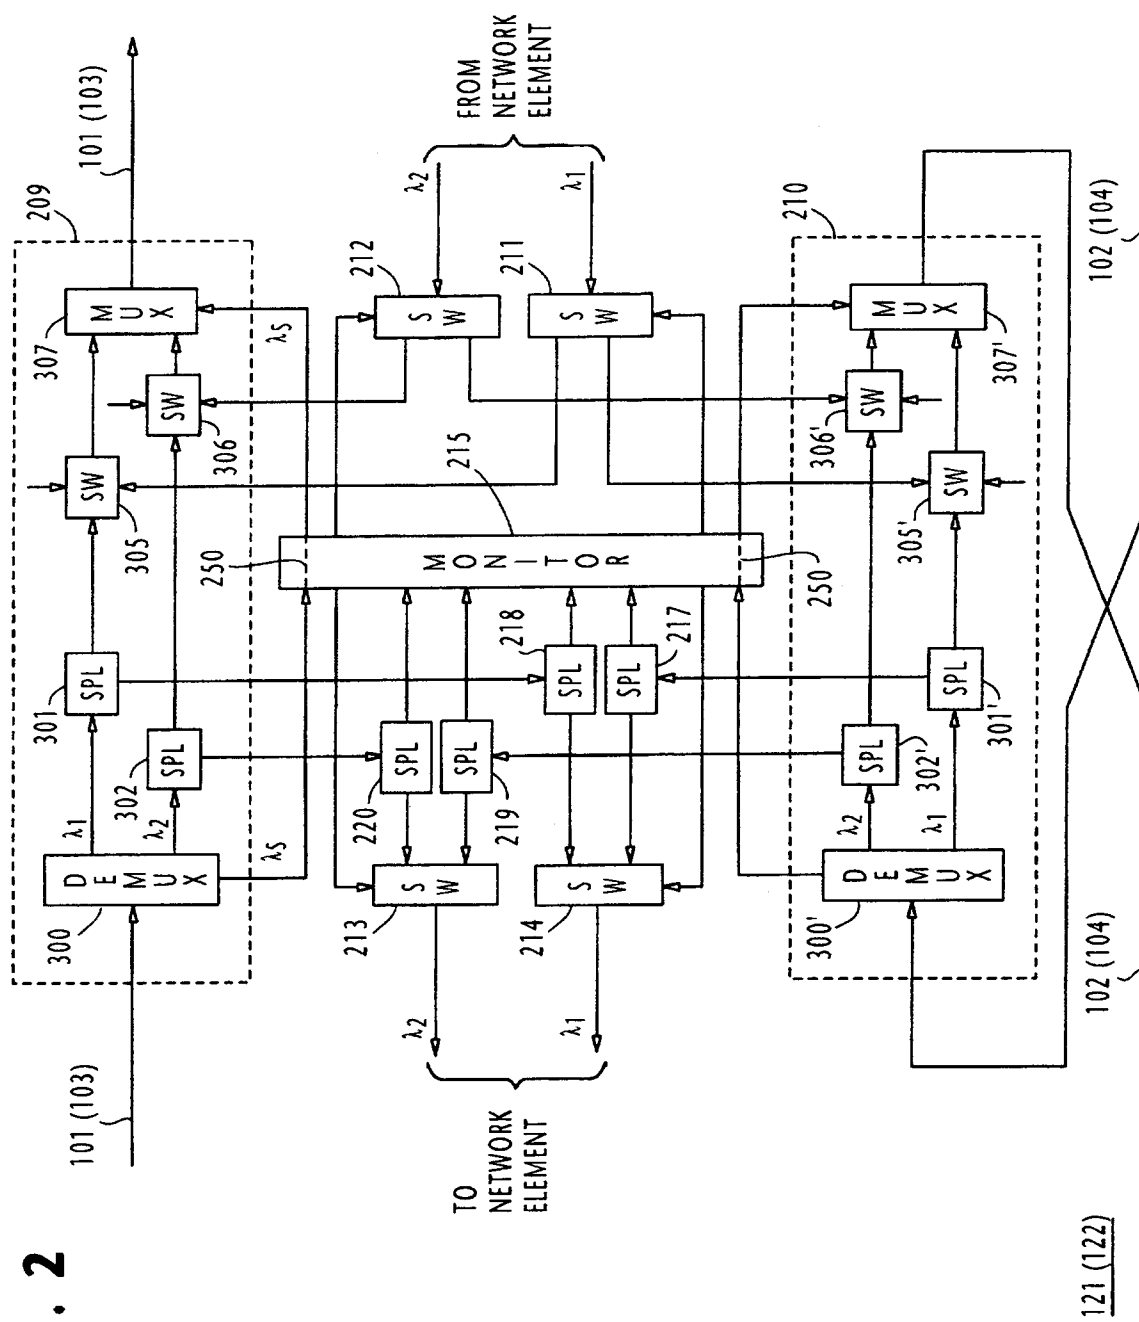 . 2
121 (122)
101 (103)
209
101 (103)
300
D E M U X
λ1
λ2
λS
301
SPL
302
SPL
305
SW
306
SW
307
M U X
λS
TO NETWORK ELEMENT
λ2
λ1
213
S W
214
S W
220
SPL
SPL
219
218
SPL
SPL
217
250
215
M O N I T O R
250
212
S W
211
S W
λ2
λ1
FROM NETWORK ELEMENT
210
300'
D E M U X
λ2
λ1
SPL
302'
SPL
301'
306'
SW
305'
SW
M U X
307'
102 (104)
102 (104)